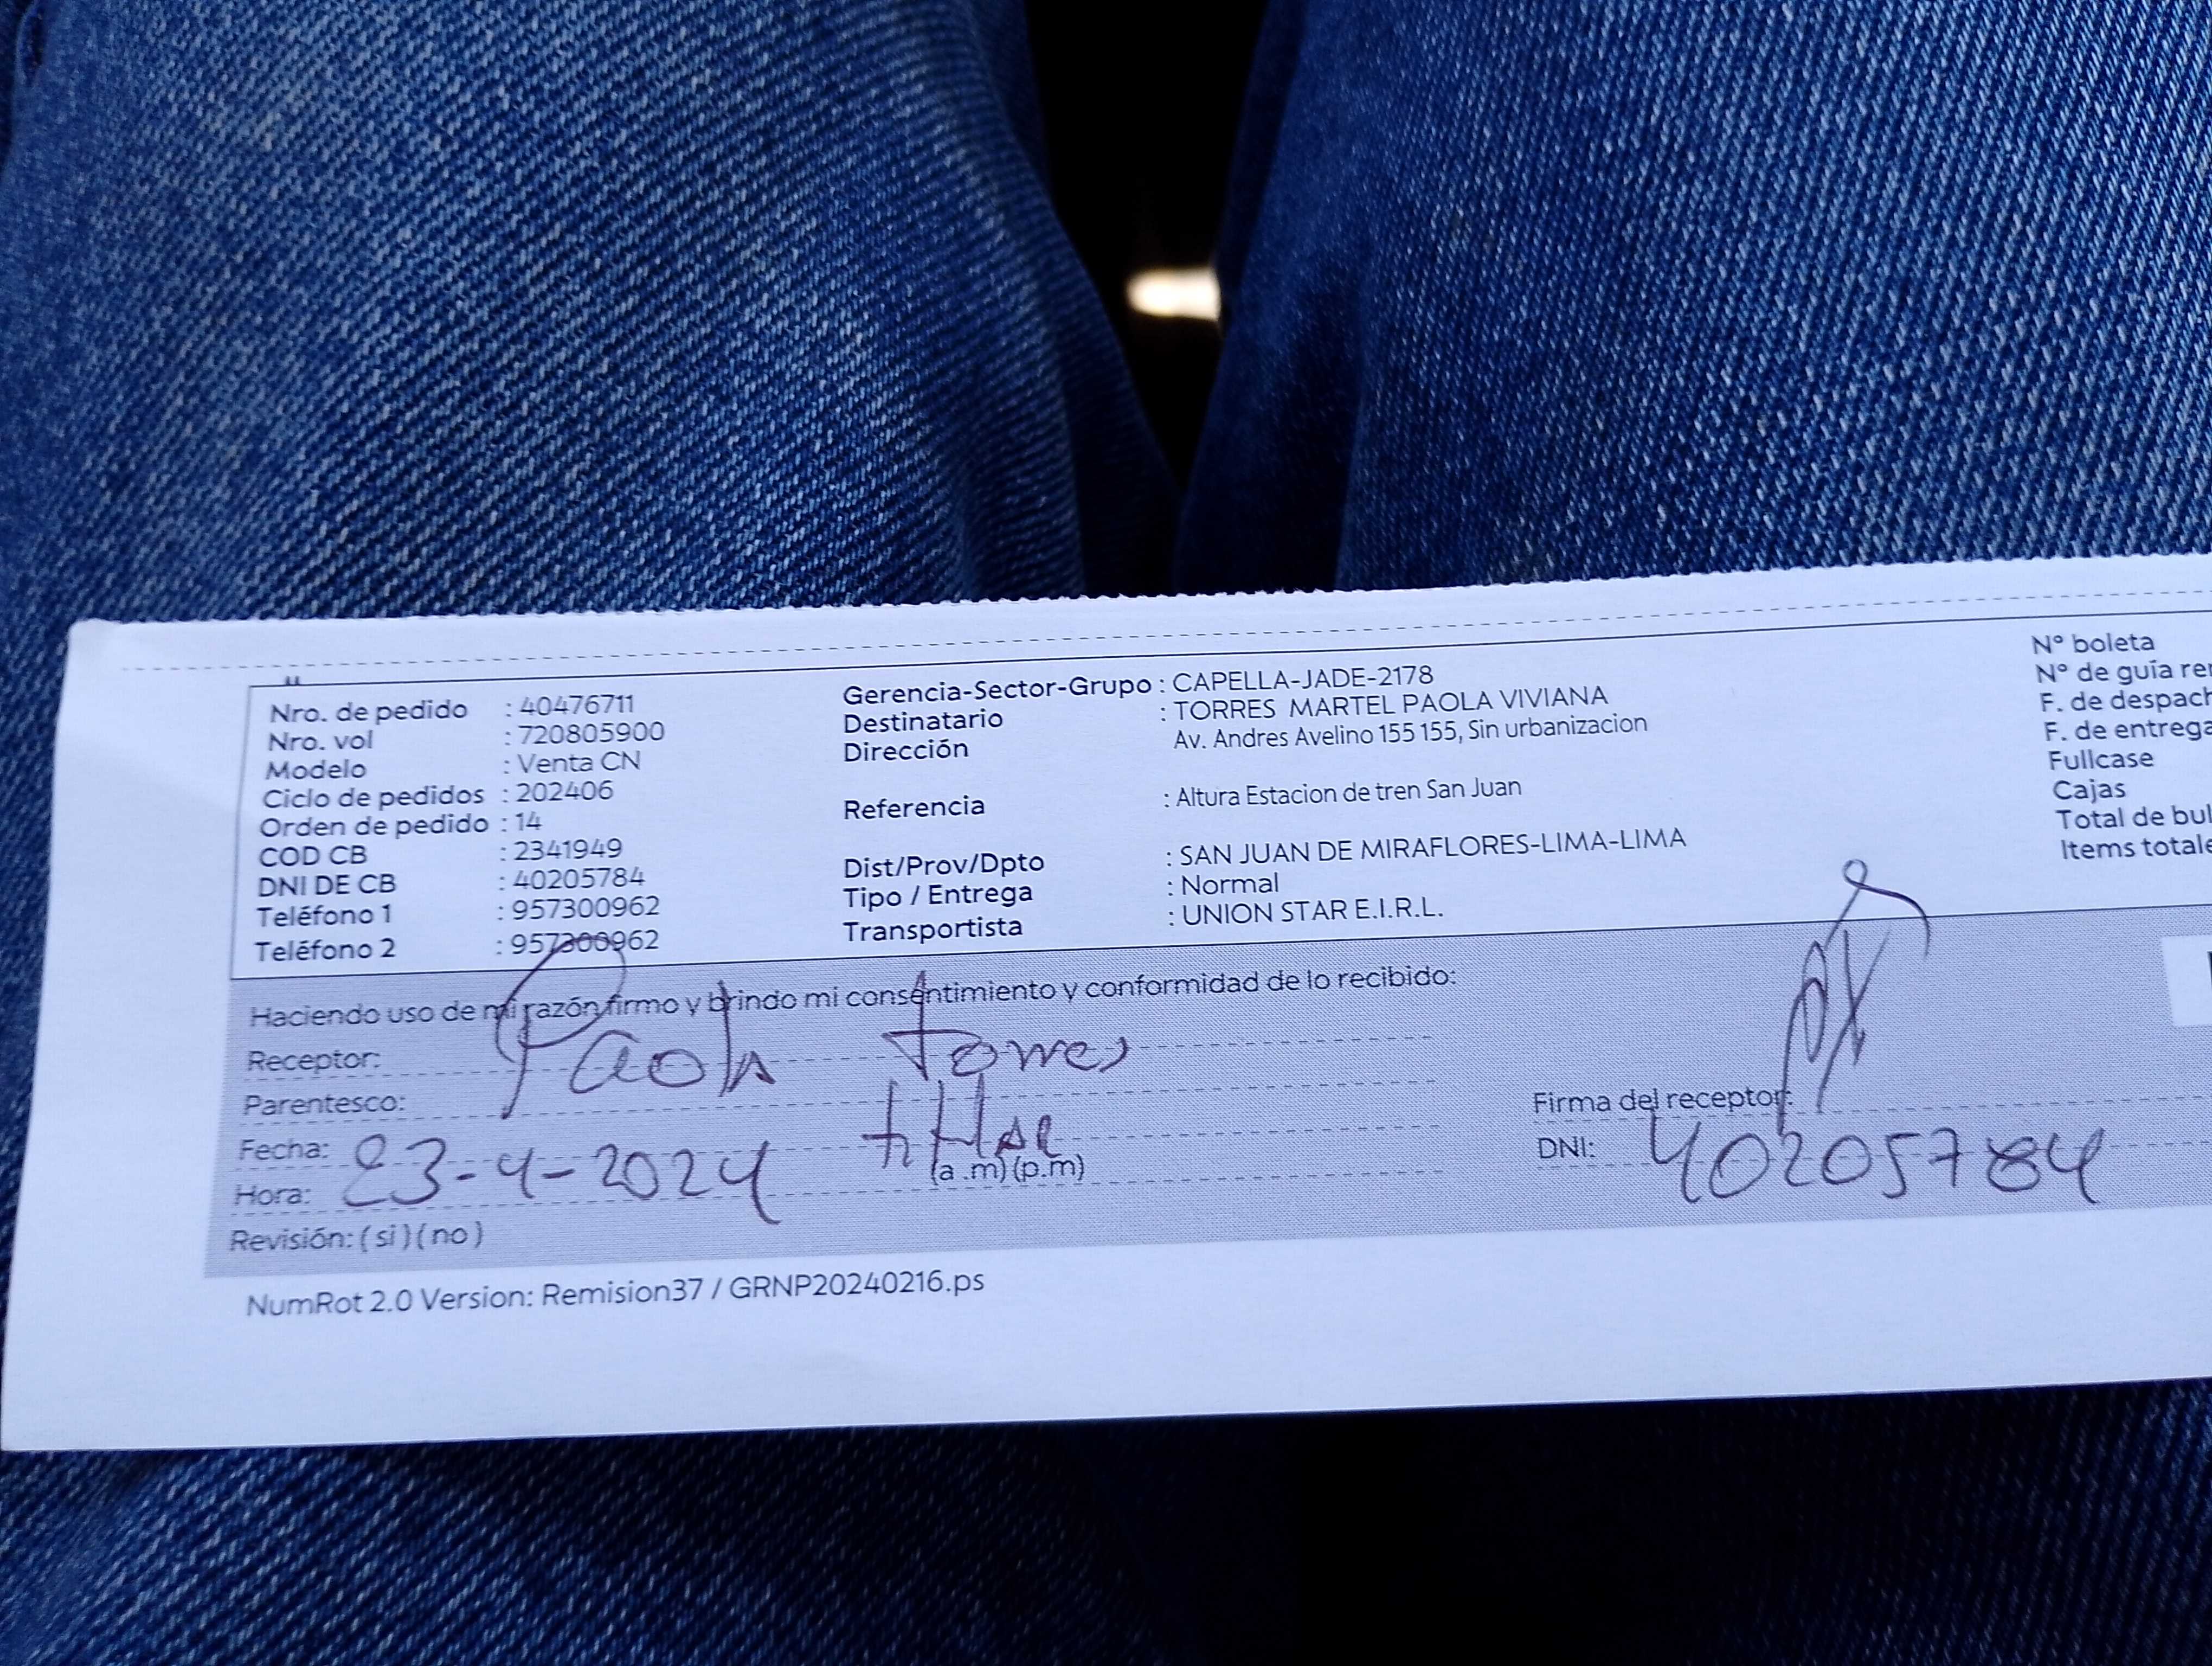 Nro. de pedido : 40476711
Nro. vol : 720805900
Modelo : Venta CN
Ciclo de pedidos : 202406
Orden de pedido : 14
COD CB : 2341949
DNI DE CB : 40205784
Teléfono 1 : 957300962
Teléfono 2 : 957300962
Gerencia-Sector-Grupo : CAPELLA-JADE-2178
Destinatario : TORRES MARTEL PAOLA VIVIANA
Dirección Av. Andres Avelino 155 155, Sin urbanizacion
Referencia : Altura Estacion de tren San Juan
Dist/Prov/Dpto : SAN JUAN DE MIRAFLORES-LIMA-LIMA
Tipo / Entrega : Normal
Transportista : UNION STAR E.I.R.L.
Nº boleta
Nº de guía
F. de
F. de
Fullcase
Cajas
Total de
Items
Haciendo uso de mi razón firmo y brindo mi consentimiento y conformidad de lo recibido:
Receptor: Paola Torres
Parentesco:
Fecha: 23-4-2024
Hora: (a .m) (p.m)
Revisión: ( si ) ( no )
Firma del receptor:
DNI: 40205784
NumRot 2.0 Version: Remision37 / GRNP20240216.ps